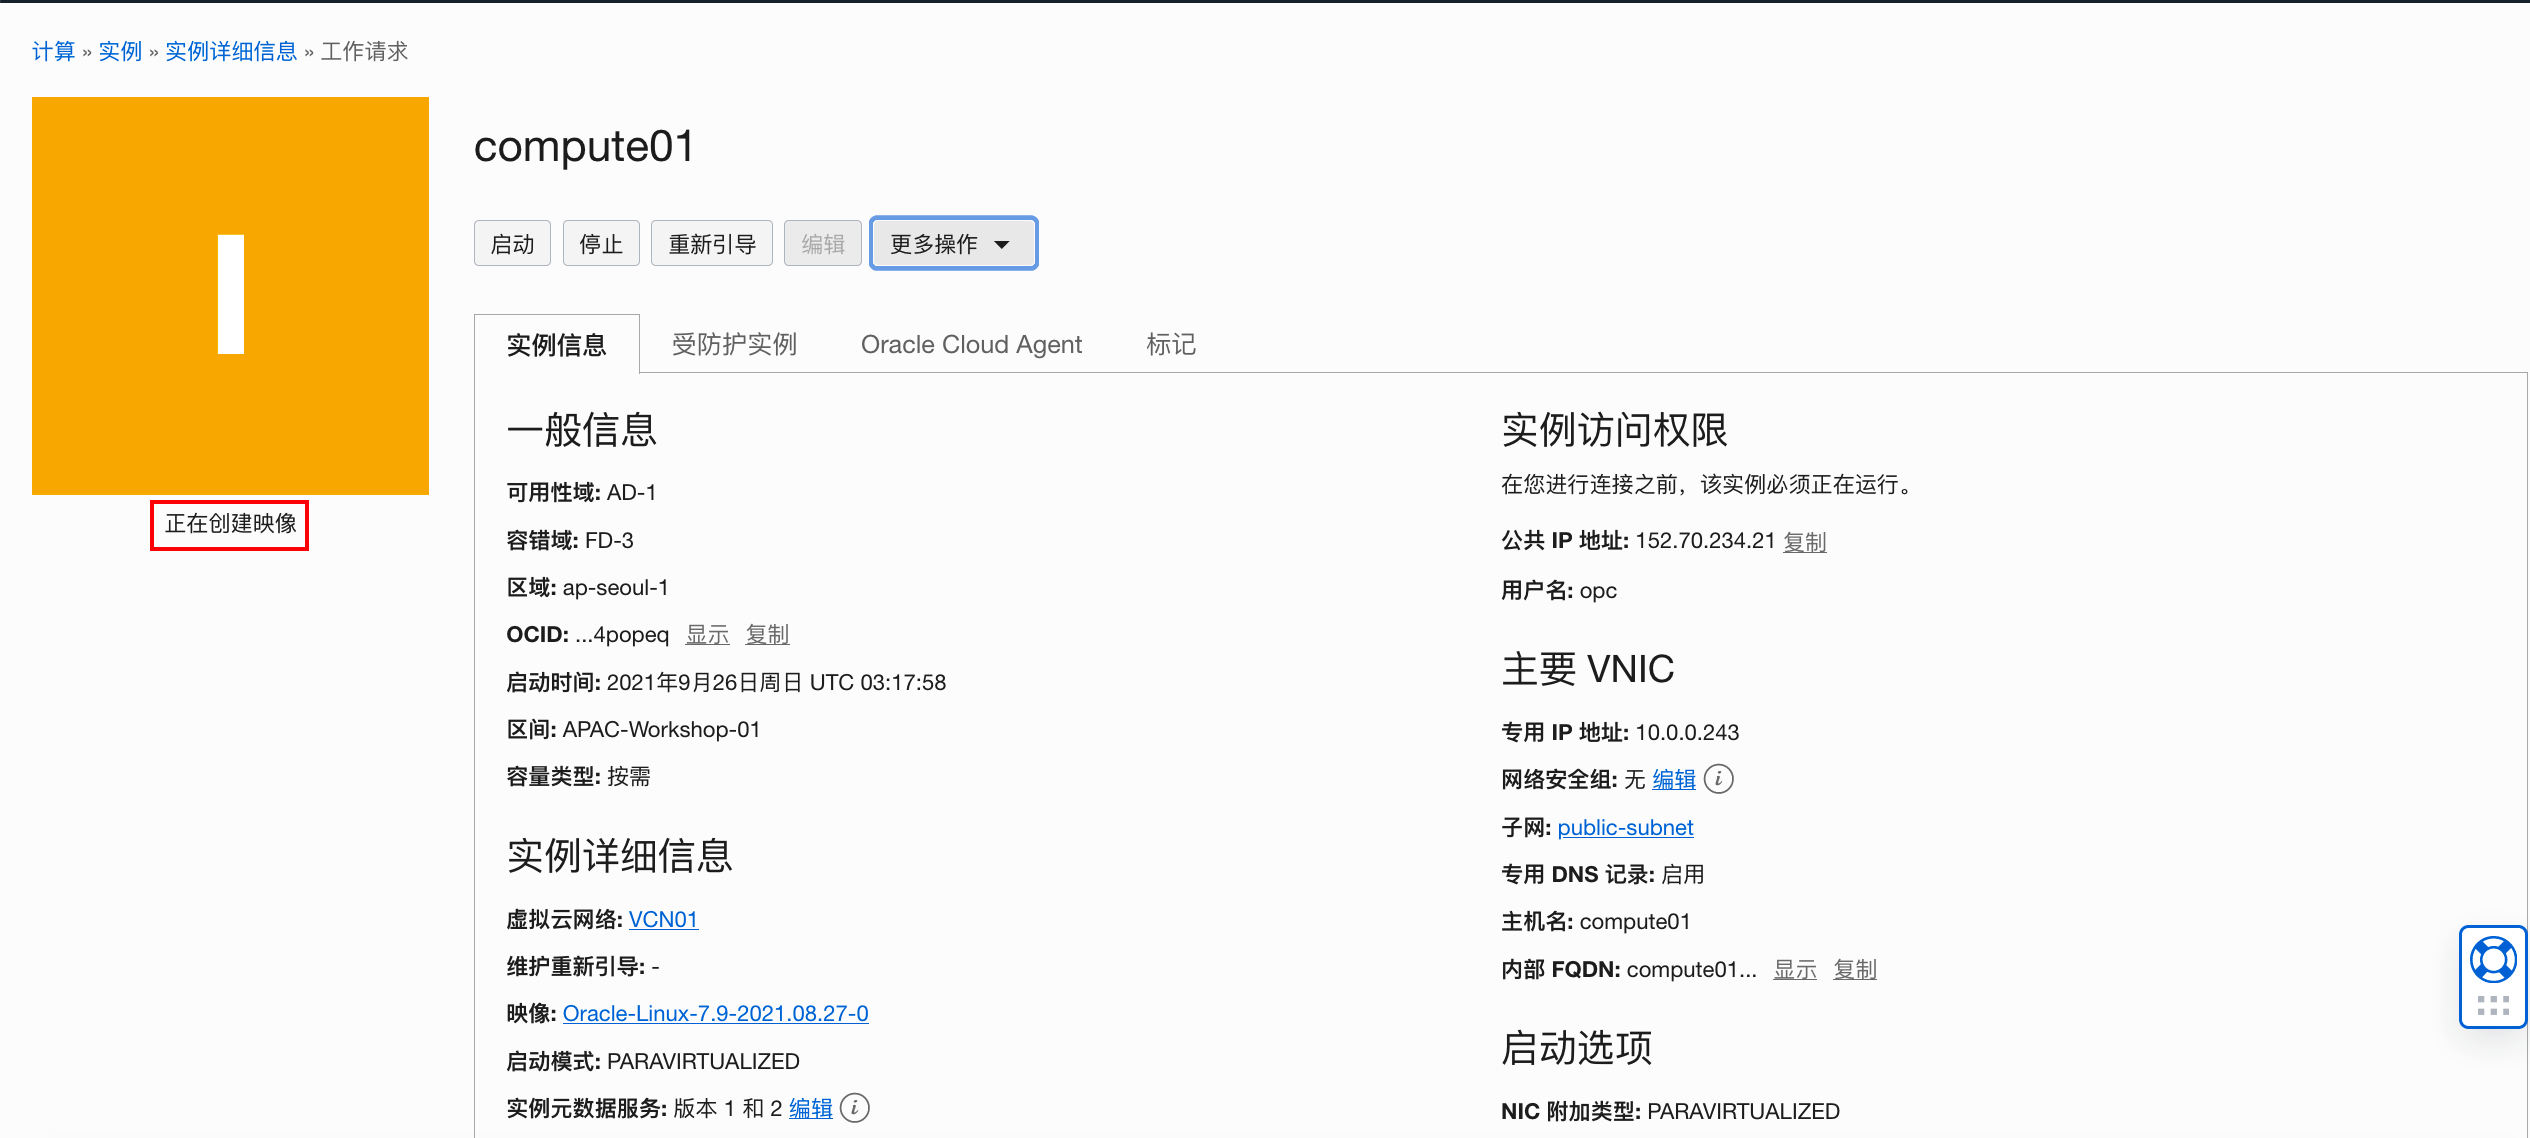 计算 » 实例 » 实例详细信息 » 工作请求
I
正在创建映像
compute01
启动 停止 重新引导 编辑 更多操作
实例信息 受防护实例 Oracle Cloud Agent 标记
一般信息
可用性域: AD-1
容错域: FD-3
区域: ap-seoul-1
OCID: ...4popeq 显示 复制
启动时间: 2021年9月26日周日 UTC 03:17:58
区间: APAC-Workshop-01
容量类型: 按需
实例详细信息
虚拟云网络: VCN01
维护重新引导: -
映像: Oracle-Linux-7.9-2021.08.27-0
启动模式: PARAVIRTUALIZED
实例元数据服务: 版本 1 和 2 编辑 i
实例访问权限
在您进行连接之前，该实例必须正在运行。
公共 IP 地址: 152.70.234.21 复制
用户名: opc
主要 VNIC
专用 IP 地址: 10.0.0.243
网络安全组: 无 编辑 i
子网: public-subnet
专用 DNS 记录: 启用
主机名: compute01
内部 FQDN: compute01... 显示 复制
启动选项
NIC 附加类型: PARAVIRTUALIZED